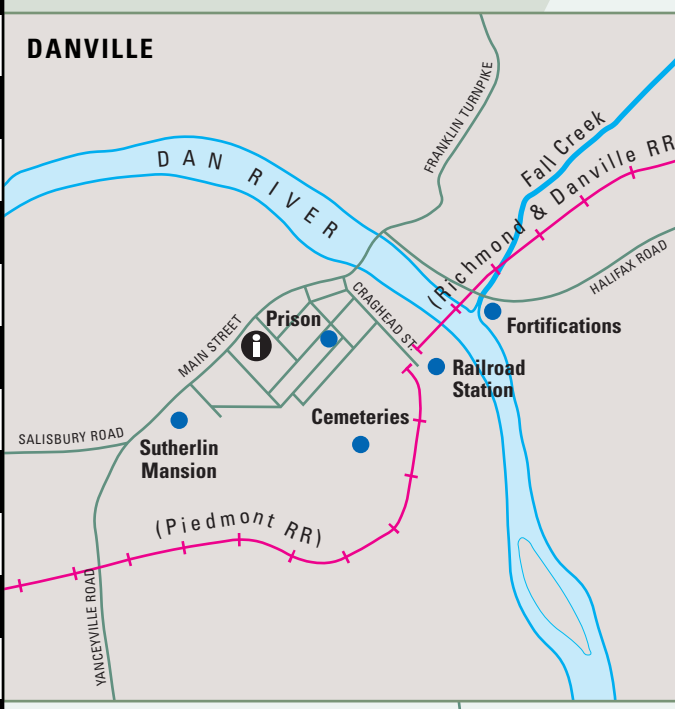 DANVILLE
FRANKLIN TURNPIKE
Fall Creek
DAN RIVER
(Richmond & Danville RR
HALIFAX ROAD
CRAGHEAD ST.
MAIN STREET
i
Prison
Fortifications
Railroad
Station
Cemeteries
SALISBURY ROAD
Sutherlin
Mansion
(Piedmont RR)
YANCEYVILLE ROAD